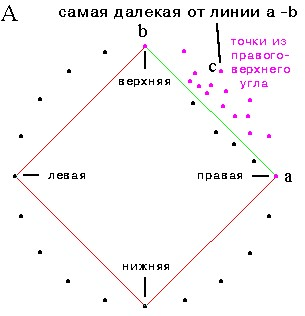 A
самая далекая от линии a -b
b
точки из
правого-
верхнего
угла
c
верхняя
левая
правая
a
нижняя